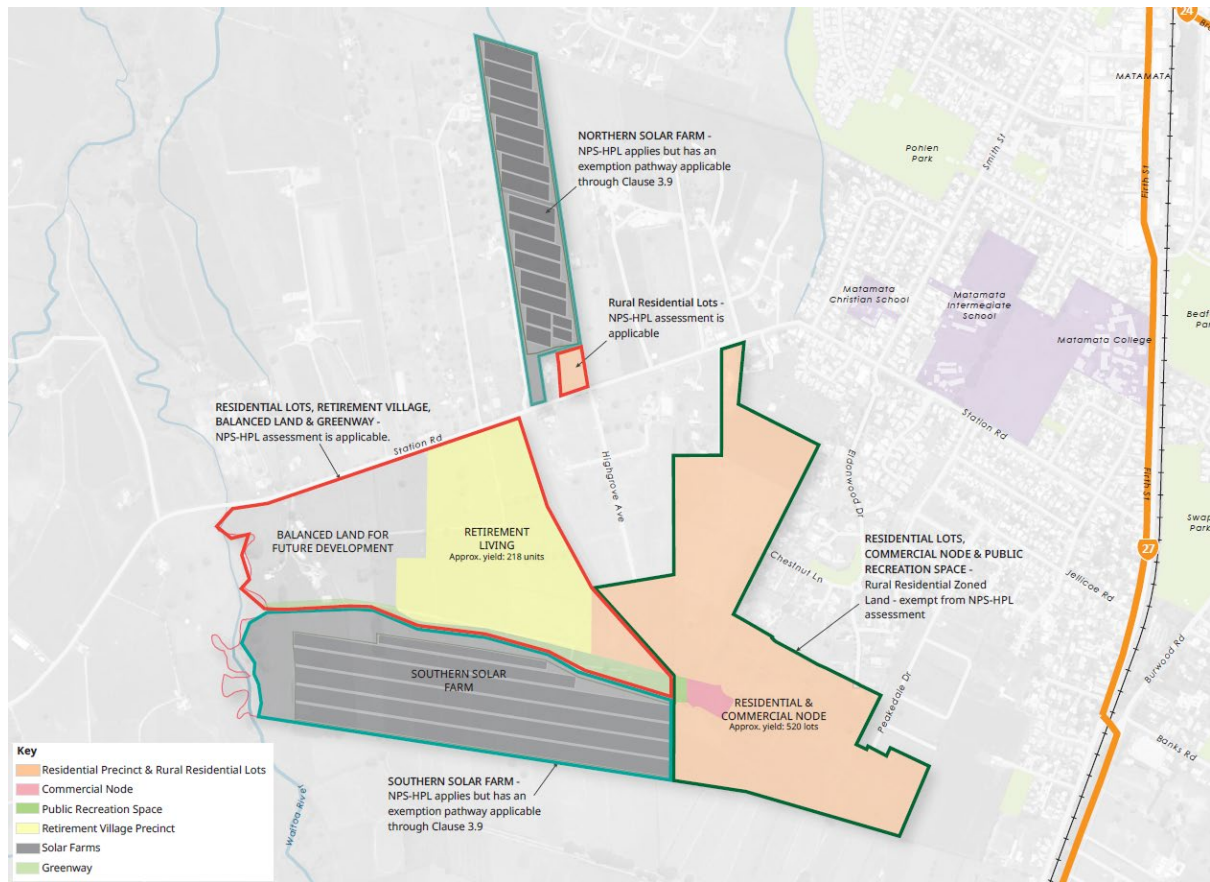 24
MATAMATA
Pohlen
Park
Smith St
Firth St
NORTHERN SOLAR FARM -
NPS-HPL applies but has an
exemption pathway applicable
through Clause 3.9
Matamata
Christian School
Matamata
Intermediate
School
Matamata College
Rural Residential Lots -
NPS-HPL assessment is
applicable
RESIDENTIAL LOTS, RETIREMENT VILLAGE,
BALANCED LAND & GREENWAY -
NPS-HPL assessment is applicable.
Station Rd
Station Rd
Highgrove Ave
Eldonwood Dr
Firth St
BALANCED LAND FOR
FUTURE DEVELOPMENT
RETIREMENT
LIVING
Approx. yield: 218 units
RESIDENTIAL LOTS,
COMMERCIAL NODE & PUBLIC
RECREATION SPACE -
Rural Residential Zoned
Land - exempt from NPS-HPL
assessment
27
Chestnut Ln
Jellicoe Rd
Burwood Rd
SOUTHERN SOLAR
FARM
RESIDENTIAL &
COMMERCIAL NODE
Approx. yield: 520 lots
Peakedale Dr
Banks Rd
SOUTHERN SOLAR FARM -
NPS-HPL applies but has an
exemption pathway applicable
through Clause 3.9
Waitoa River
Key
Residential Precinct & Rural Residential Lots
Commercial Node
Public Recreation Space
Retirement Village Precinct
Solar Farms
Greenway